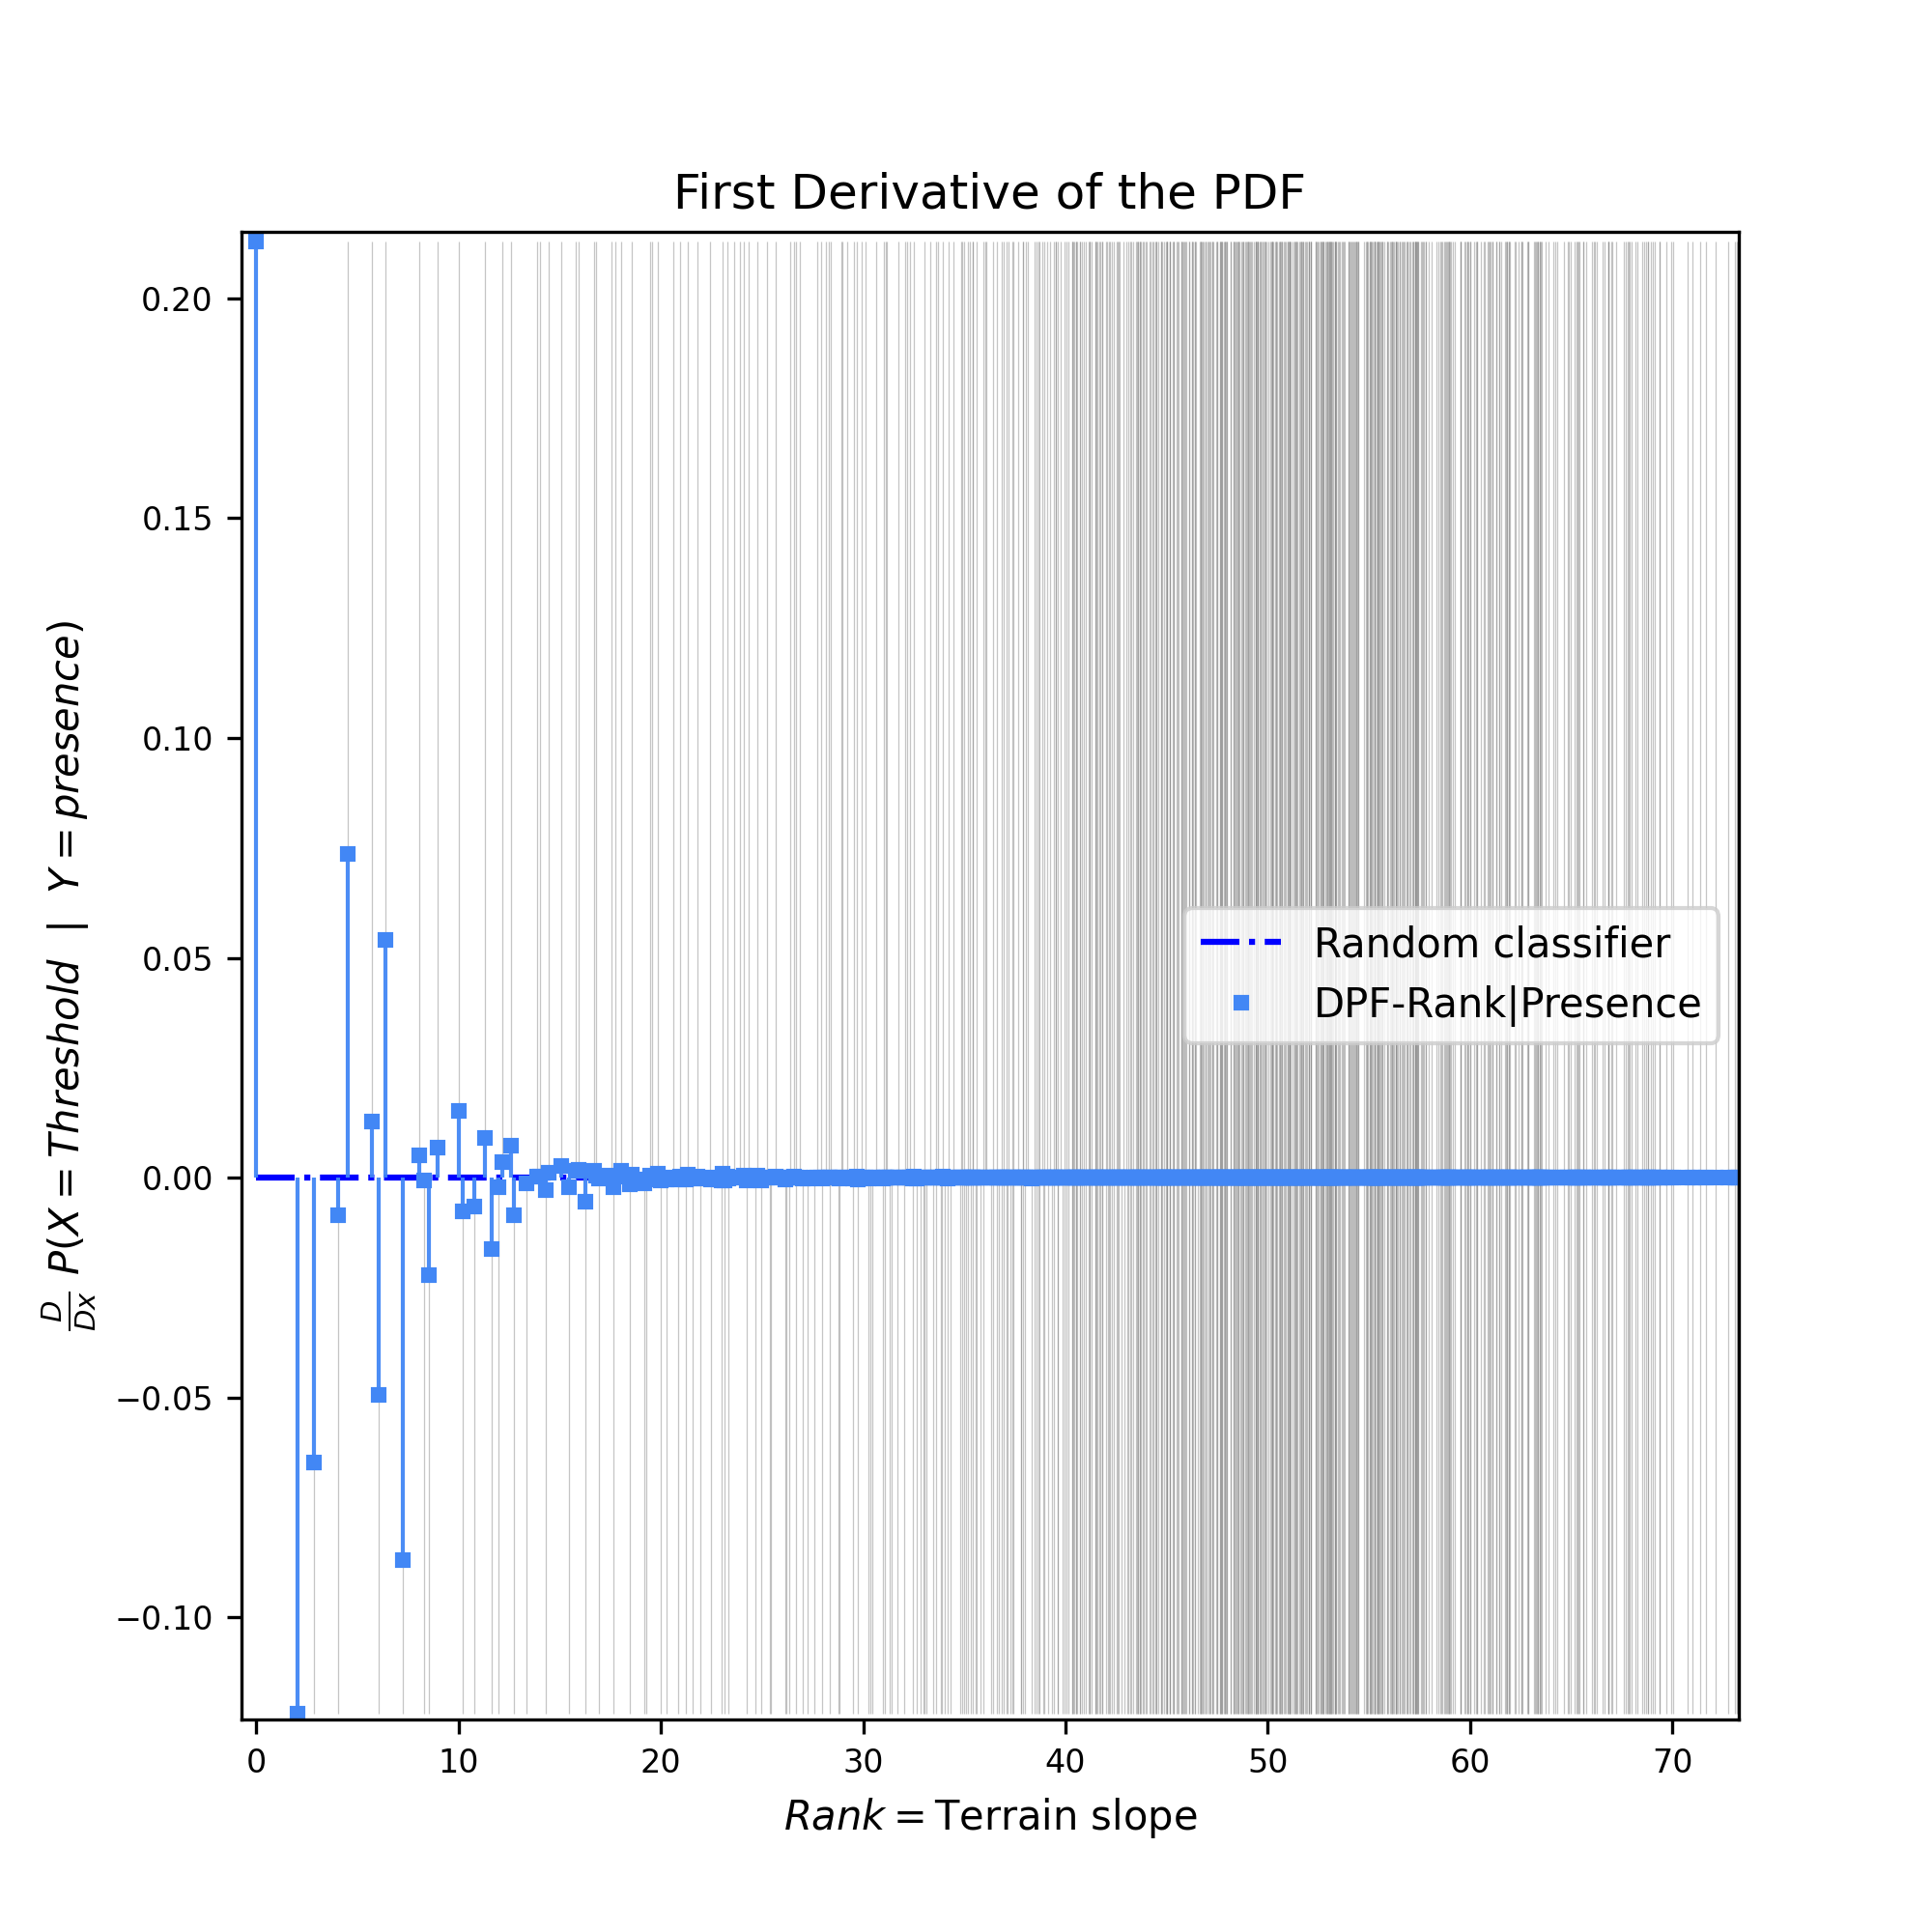 First Derivative of the PDF
0.20
0.15
0.10
0.05
0.00
−0.05
−0.10
D/Dx P(X = Threshold | Y = presence)
Random classifier
DPF-Rank|Presence
0 10 20 30 40 50 60 70
Rank = Terrain slope